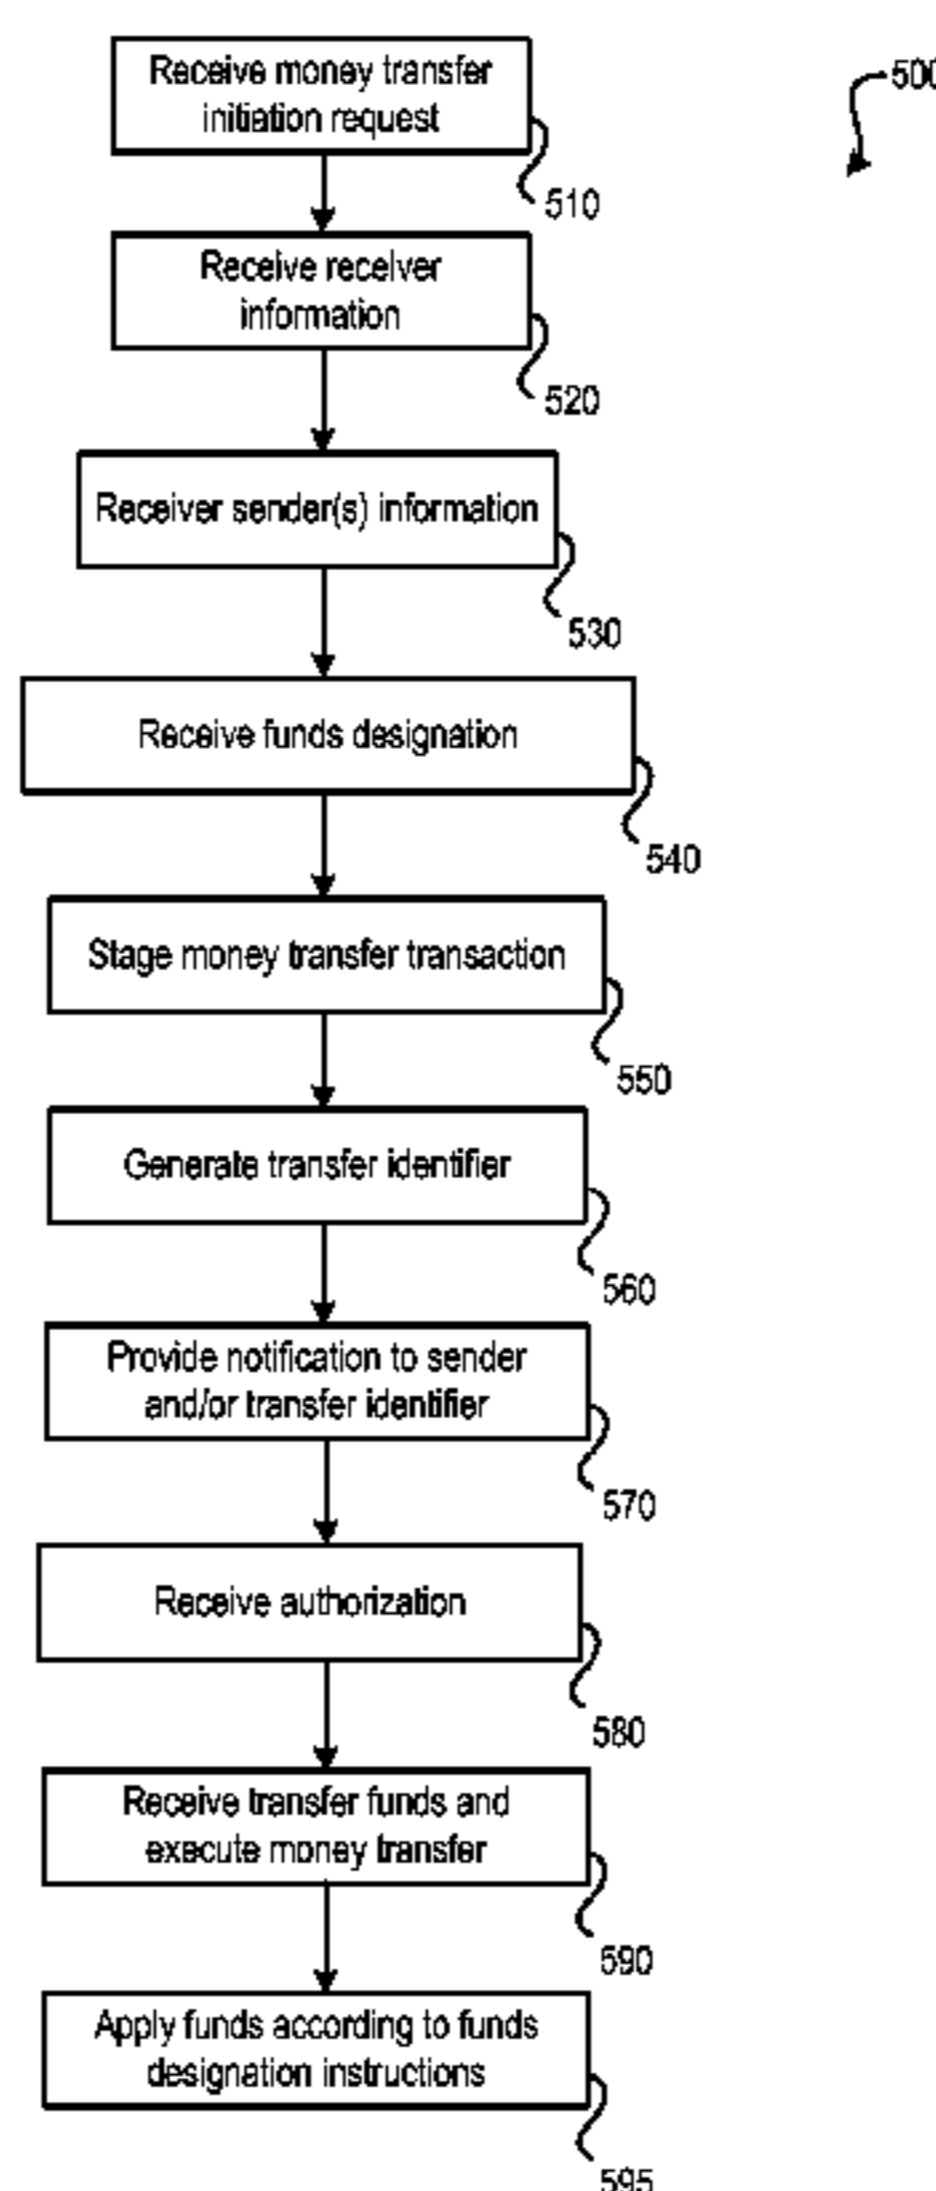 Receive money transfer
initiation request
500
510
Receive receiver
information
520
Receiver sender(s) information
530
Receive funds designation
540
Stage money transfer transaction
550
Generate transfer identifier
560
Provide notification to sender
and/or transfer identifier
570
Receive authorization
580
Receive transfer funds and
execute money transfer
590
Apply funds according to funds
designation instructions
595